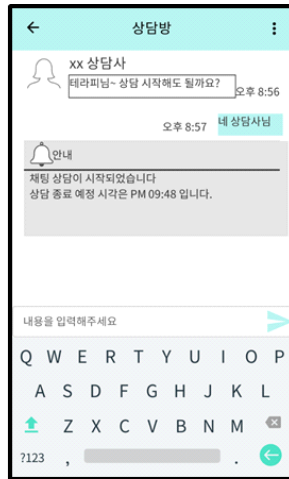 상담방
xx 상담사
테라피님~ 상담 시작해도 될까요?
오후 8:56
오후 8:57 네 상담사님
안내
채팅 상담이 시작되었습니다
상담 종료 예정 시각은 PM 09:48 입니다.
내용을 입력해주세요
Q W E R T Y U I O P
A S D F G H J K L
Z X C V B N M
?123 , .